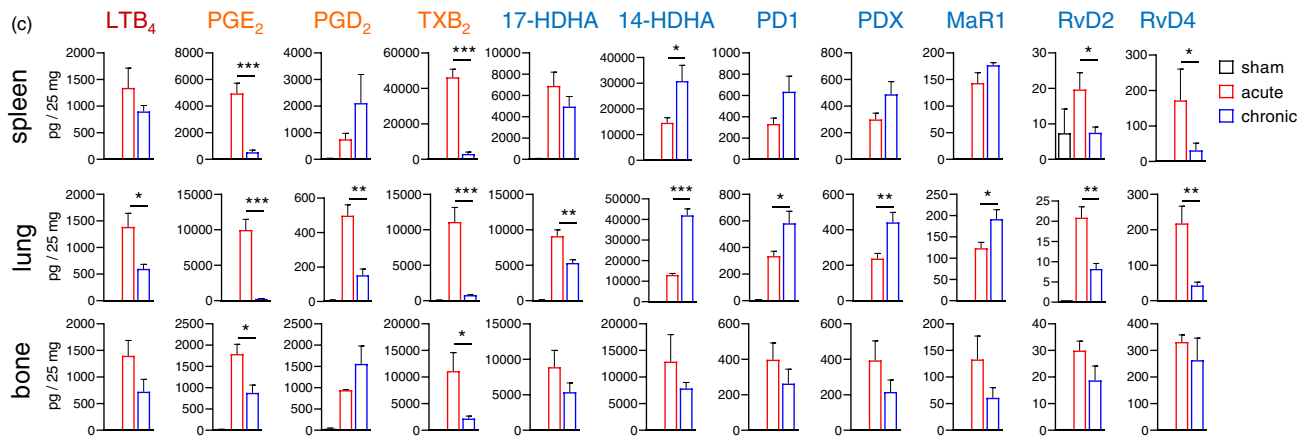 (c)
LTB4 PGE2 PGD2 TXB2 17-HDHA 14-HDHA PD1 PDX MaR1 RvD2 RvD4
spleen
pg / 25 mg
2000 1500 1000 500 0
8000 6000 4000 2000 0 ***
4000 3000 2000 1000 0
60000 40000 20000 0 ***
10000 8000 6000 4000 2000 0
40000 30000 20000 10000 0 *
1000 800 600 400 200 0
800 600 400 200 0
200 150 100 50 0
30 20 10 0 *
300 200 100 0 *
sham
acute
chronic
lung
pg / 25 mg
2000 1500 1000 500 0 *
15000 10000 5000 0 ***
600 400 200 0 **
15000 10000 5000 0 ***
15000 10000 5000 0 **
50000 40000 30000 20000 10000 0 ***
800 600 400 200 0 *
600 400 200 0 **
250 200 150 100 50 0 *
30 25 20 15 10 5 0 **
300 200 100 0 **
bone
pg / 25 mg
2000 1500 1000 500 0
2500 2000 1500 1000 500 0 *
2500 2000 1500 1000 500 0
20000 15000 10000 5000 0 *
15000 10000 5000 0
20000 15000 10000 5000 0
600 400 200 0
600 400 200 0
200 150 100 50 0
40 30 20 10 0
400 300 200 100 0